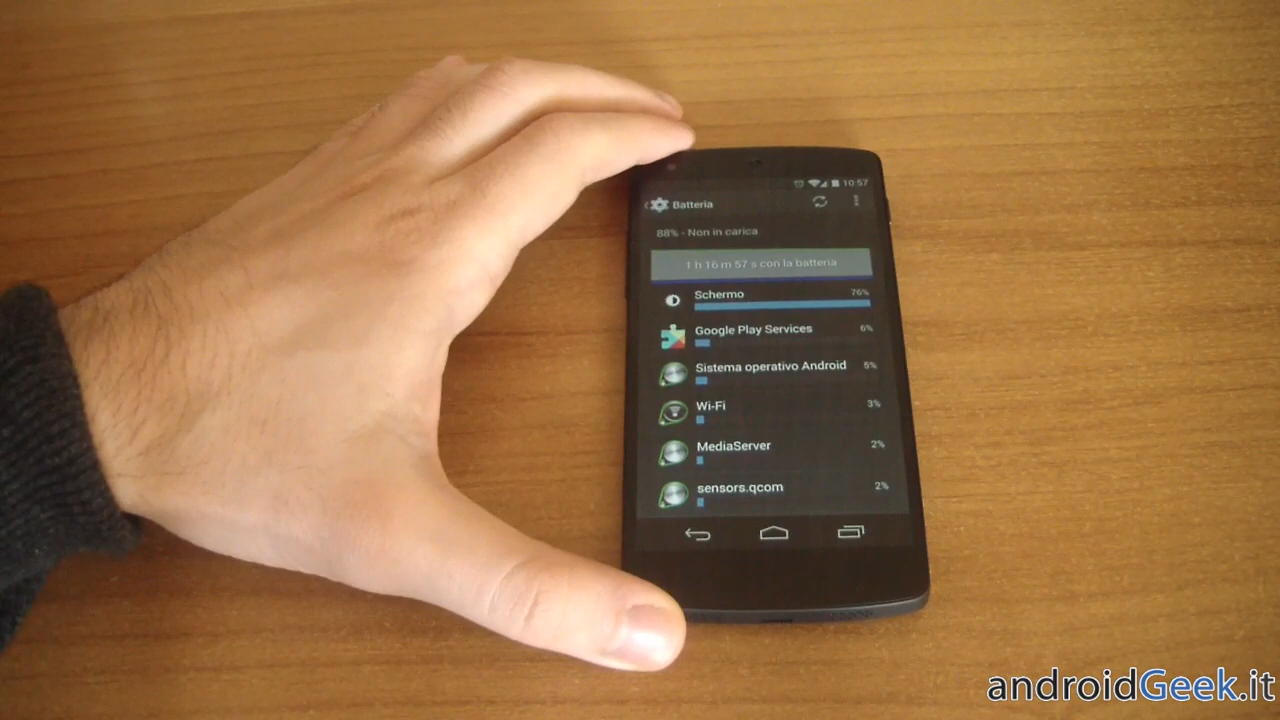 10:57
Batteria
88% - Non in carica
1 h 16 m 57 s con la batteria
Schermo 76%
Google Play Services 6%
Sistema operativo Android 5%
Wi-Fi 3%
MediaServer 2%
sensors.qcom 2%
androidGeek.it